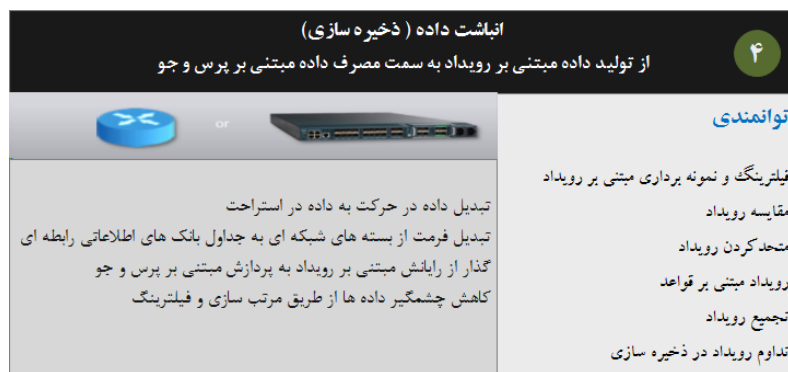 انباشت داده ( ذخیره سازی)
۴
از تولید داده مبتنی بر رویداد به سمت مصرف داده مبتنی بر پرس و جو
توانمندی
فیلترینگ و نمونه برداری مبتنی بر رویداد
مقایسه رویداد
متحد کردن رویداد
رویداد مبتنی بر قواعد
تجمیع رویداد
تداوم رویداد در ذخیره سازی
or
تبدیل داده در حرکت به داده در استراحت
تبدیل فرمت از بسته های شبکه ای به جداول بانک های اطلاعاتی رابطه ای
گذار از رایانش مبتنی بر رویداد به پردازش مبتنی بر پرس و جو
کاهش چشمگیر داده ها از طریق مرتب سازی و فیلترینگ